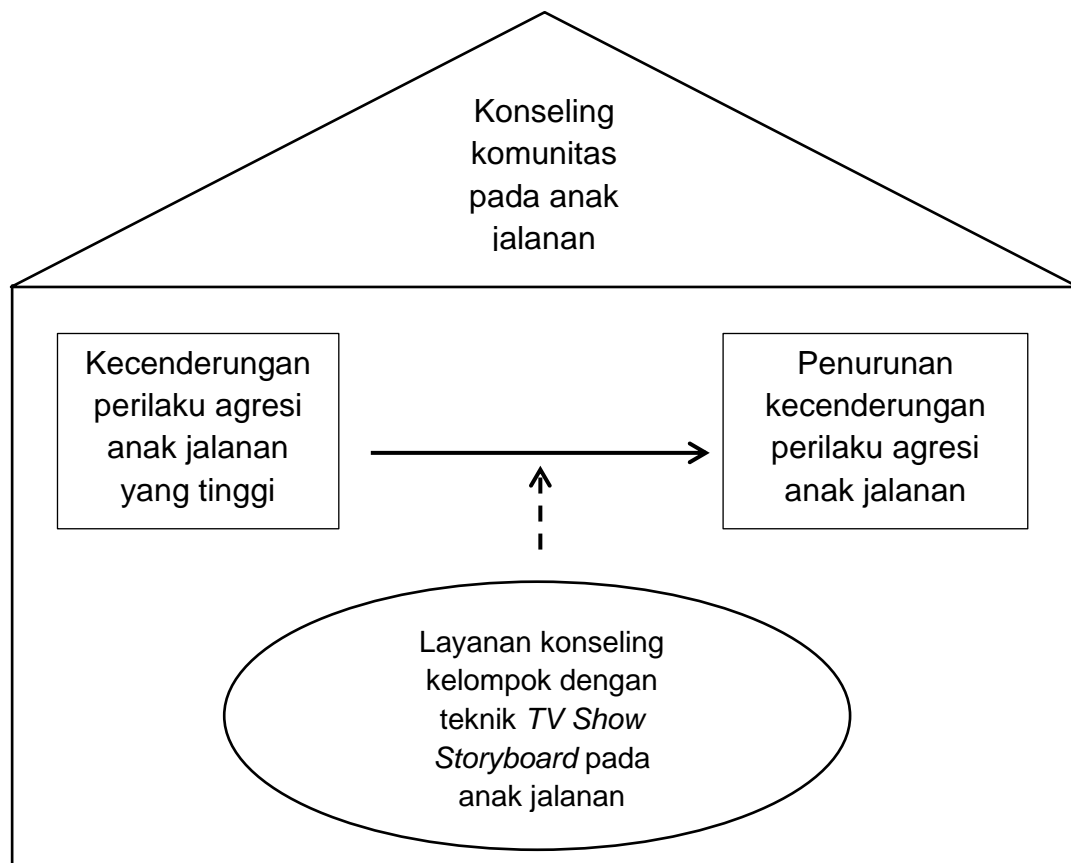 Konseling
komunitas
pada anak
jalanan
Kecenderungan
perilaku agresi
anak jalanan
yang tinggi
Penurunan
kecenderungan
perilaku agresi
anak jalanan
Layanan konseling
kelompok dengan
teknik TV Show
Storyboard pada
anak jalanan